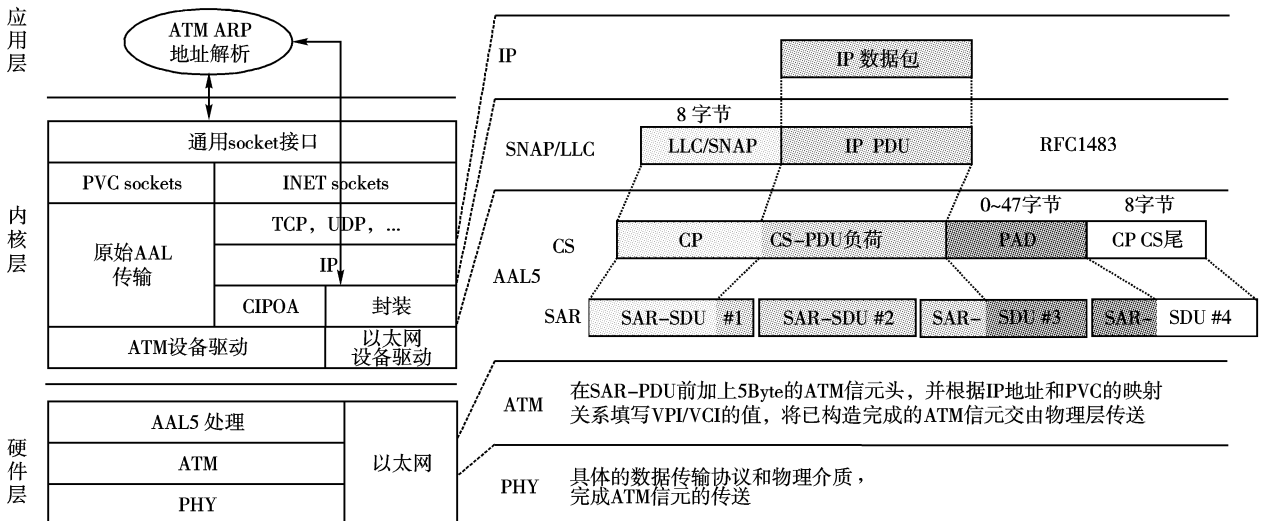 应用层
ATM ARP
地址解析
内核层
通用socket接口
PVC sockets
INET sockets
原始AAL
传输
TCP，UDP，...
IP
CIPOA
封装
ATM设备驱动
以太网
设备驱动
硬件层
AAL5 处理
ATM
PHY
以太网
IP
IP 数据包
SNAP/LLC
8 字节
LLC/SNAP
IP PDU
RFC1483
AAL5
CS
0~47字节
8字节
CP
CS-PDU负荷
PAD
CP CS尾
SAR
SAR-SDU #1
SAR-SDU #2
SAR-SDU #3
SAR-SDU #4
ATM
在SAR-PDU前加上5Byte的ATM信元头，并根据IP地址和PVC的映射
关系填写VPI/VCI的值，将已构造完成的ATM信元交由物理层传送
PHY
具体的数据传输协议和物理介质，
完成ATM信元的传送